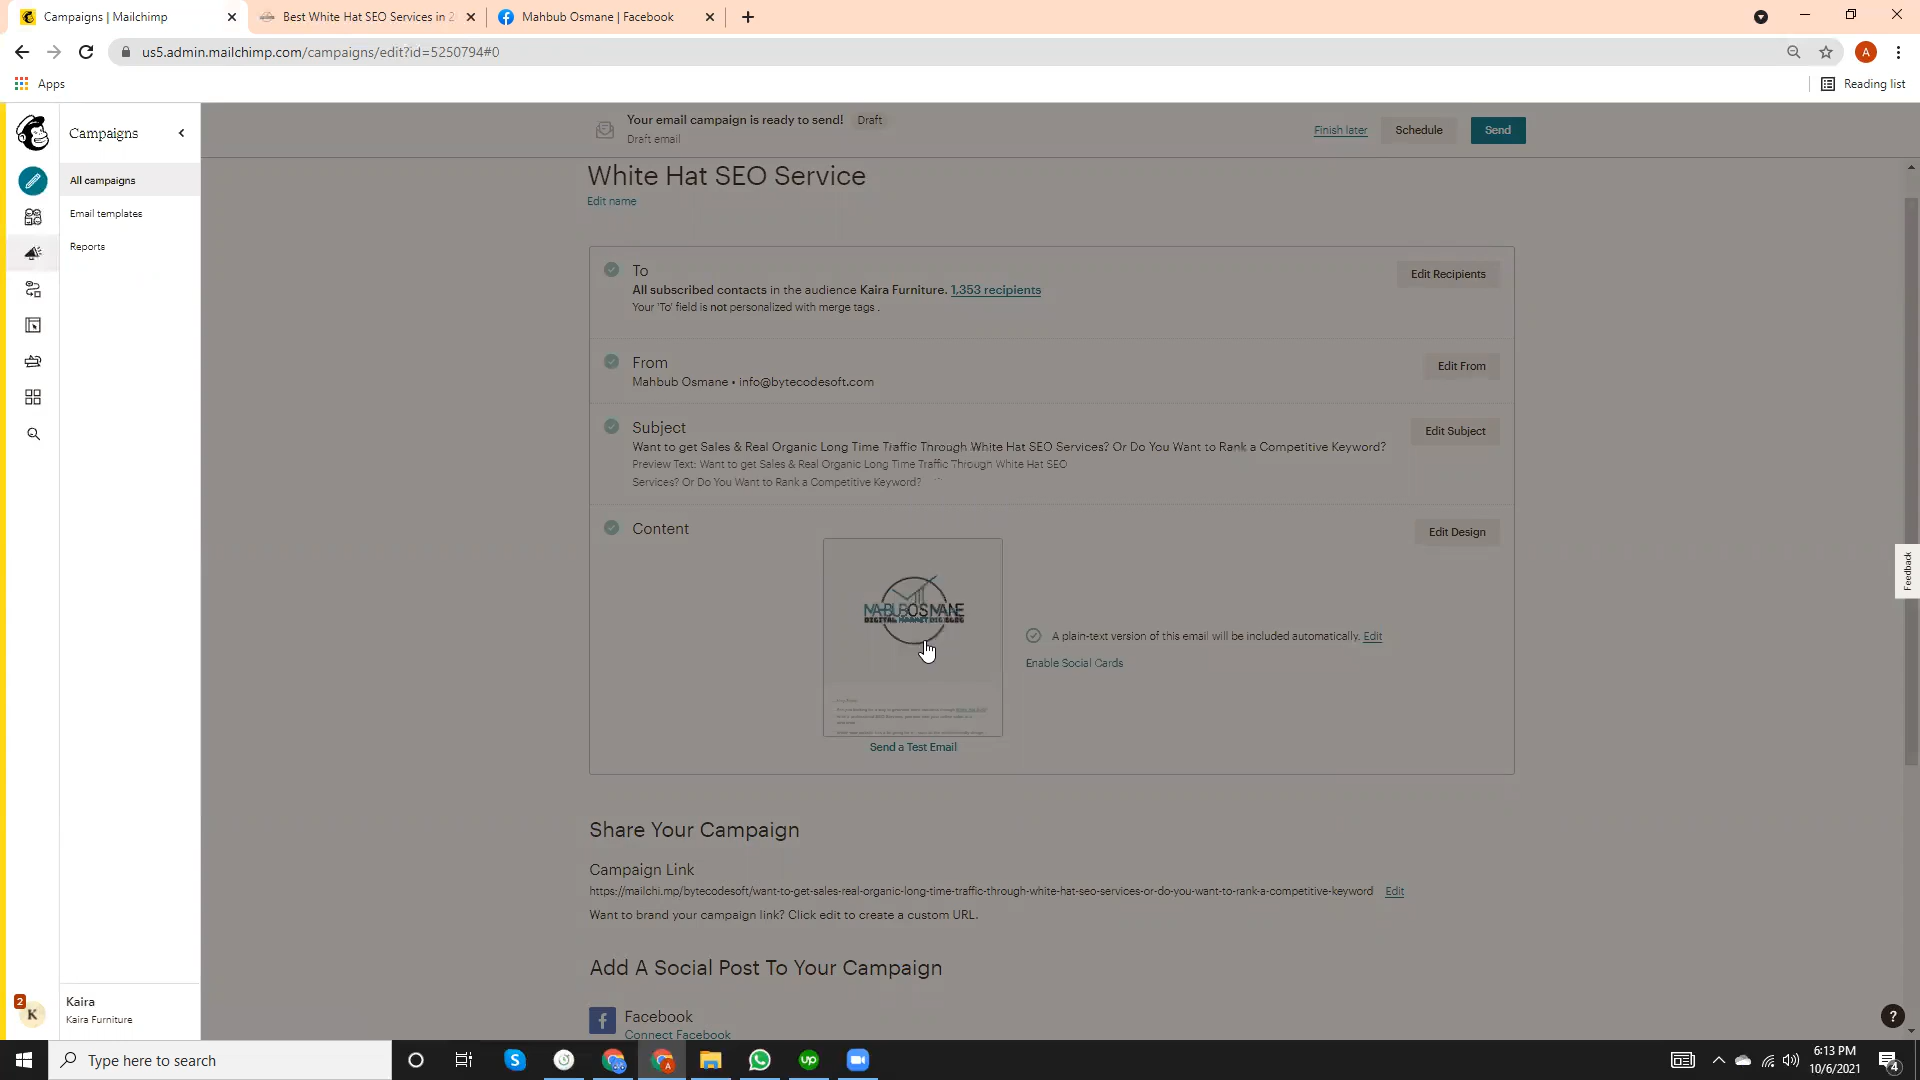 Campaigns | Mailchimp
Best White Hat SEO Services in 2
Mahbub Osmane | Facebook
us5.admin.mailchimp.com/campaigns/edit?id=5250794#0
A
Apps
Reading list
Campaigns
All campaigns
Email templates
Reports
Your email campaign is ready to send! Draft
Draft email
Finish later
Schedule
Send
White Hat SEO Service
Edit name
To
All subscribed contacts in the audience Kaira Furniture. 1,353 recipients
Your 'To' field is not personalized with merge tags .
Edit Recipients
From
Mahbub Osmane • info@bytecodesoft.com
Edit From
Subject
Want to get Sales & Real Organic Long Time Traffic Through White Hat SEO Services? Or Do You Want to Rank a Competitive Keyword?
Preview Text: Want to get Sales & Real Organic Long Time Traffic Through White Hat SEO
Services? Or Do You Want to Rank a Competitive Keyword?
Edit Subject
Content
Edit Design
MAHBUBOSMANE
DIGITAL MARKETING BLOG
A plain-text version of this email will be included automatically. Edit
Enable Social Cards
Send a Test Email
Feedback
Share Your Campaign
Campaign Link
https://mailchi.mp/bytecodesoft/want-to-get-sales-real-organic-long-time-traffic-through-white-hat-seo-services-or-do-you-want-to-rank-a-competitive-keyword Edit
Want to brand your campaign link? Click edit to create a custom URL.
Add A Social Post To Your Campaign
Facebook
Connect Facebook
2
K
Kaira
Kaira Furniture
?
Type here to search
6:13 PM
10/6/2021
4